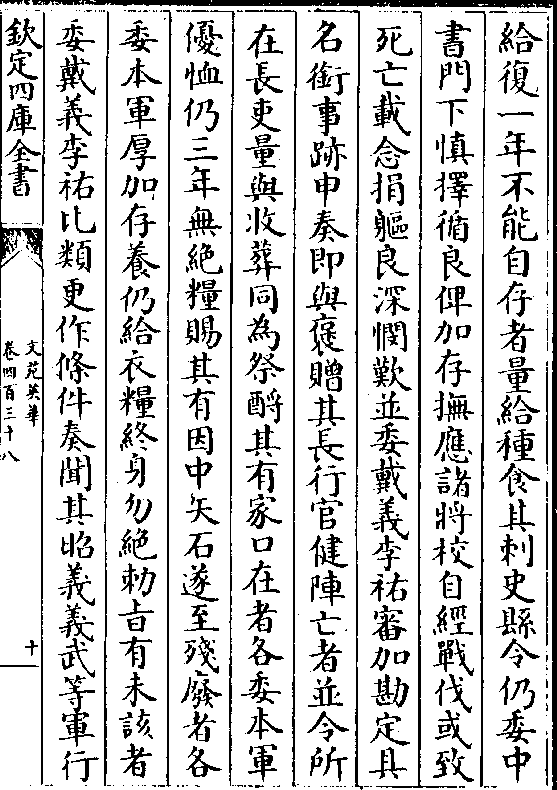 給復一年不能自存者量給種食其刺史縣令仍委中
書門下慎擇循良俾加存撫應諸將校自經戰伐或致
死亡載念捐軀良深憫歎並委戴義李祐審加勘定具
名銜事跡申奏即與襃贈其長行官健陣亡者並令所
在長吏量與收葬同為祭酹其有家口在者各委本軍
優恤仍三年無絶糧賜其有因中矢石遂至殘廢者各
委本軍厚加存養仍給衣糧終身勿絶勅㫖有未該者
委戴義李祐比類更作條件奏聞其昭義義武等軍行
欽定四庫全書
文苑英華
卷四百三十八
十